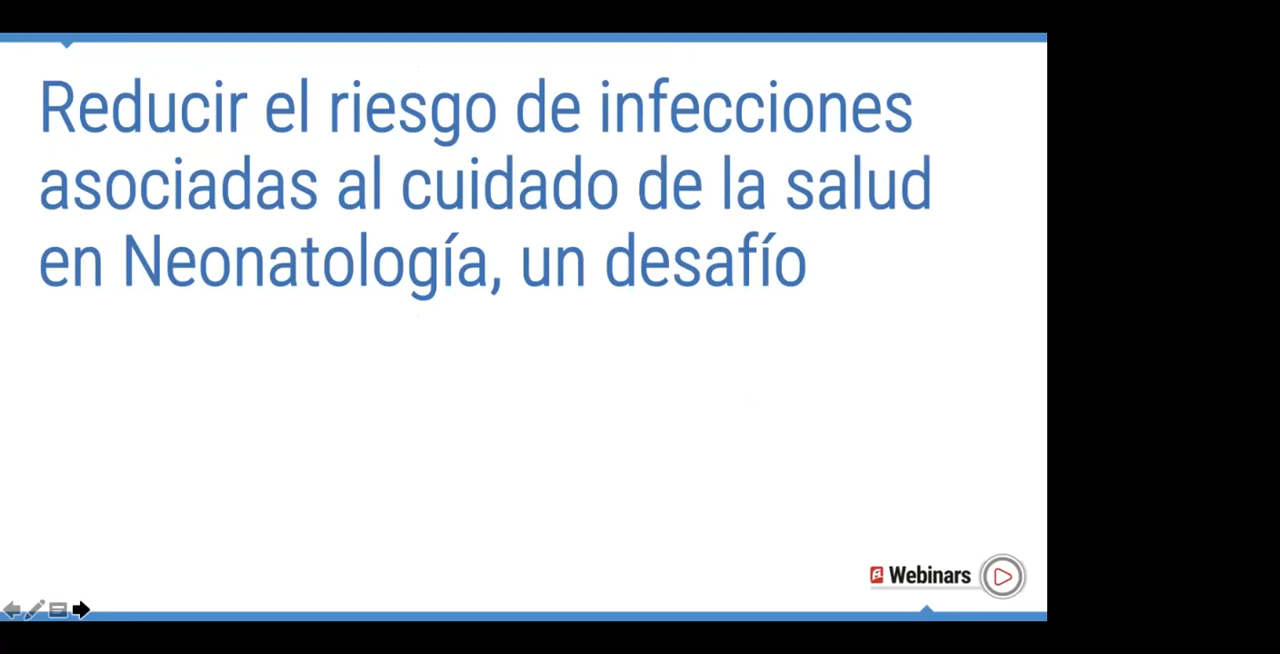 Reducir el riesgo de infecciones
asociadas al cuidado de la salud
en Neonatología, un desafío
Webinars